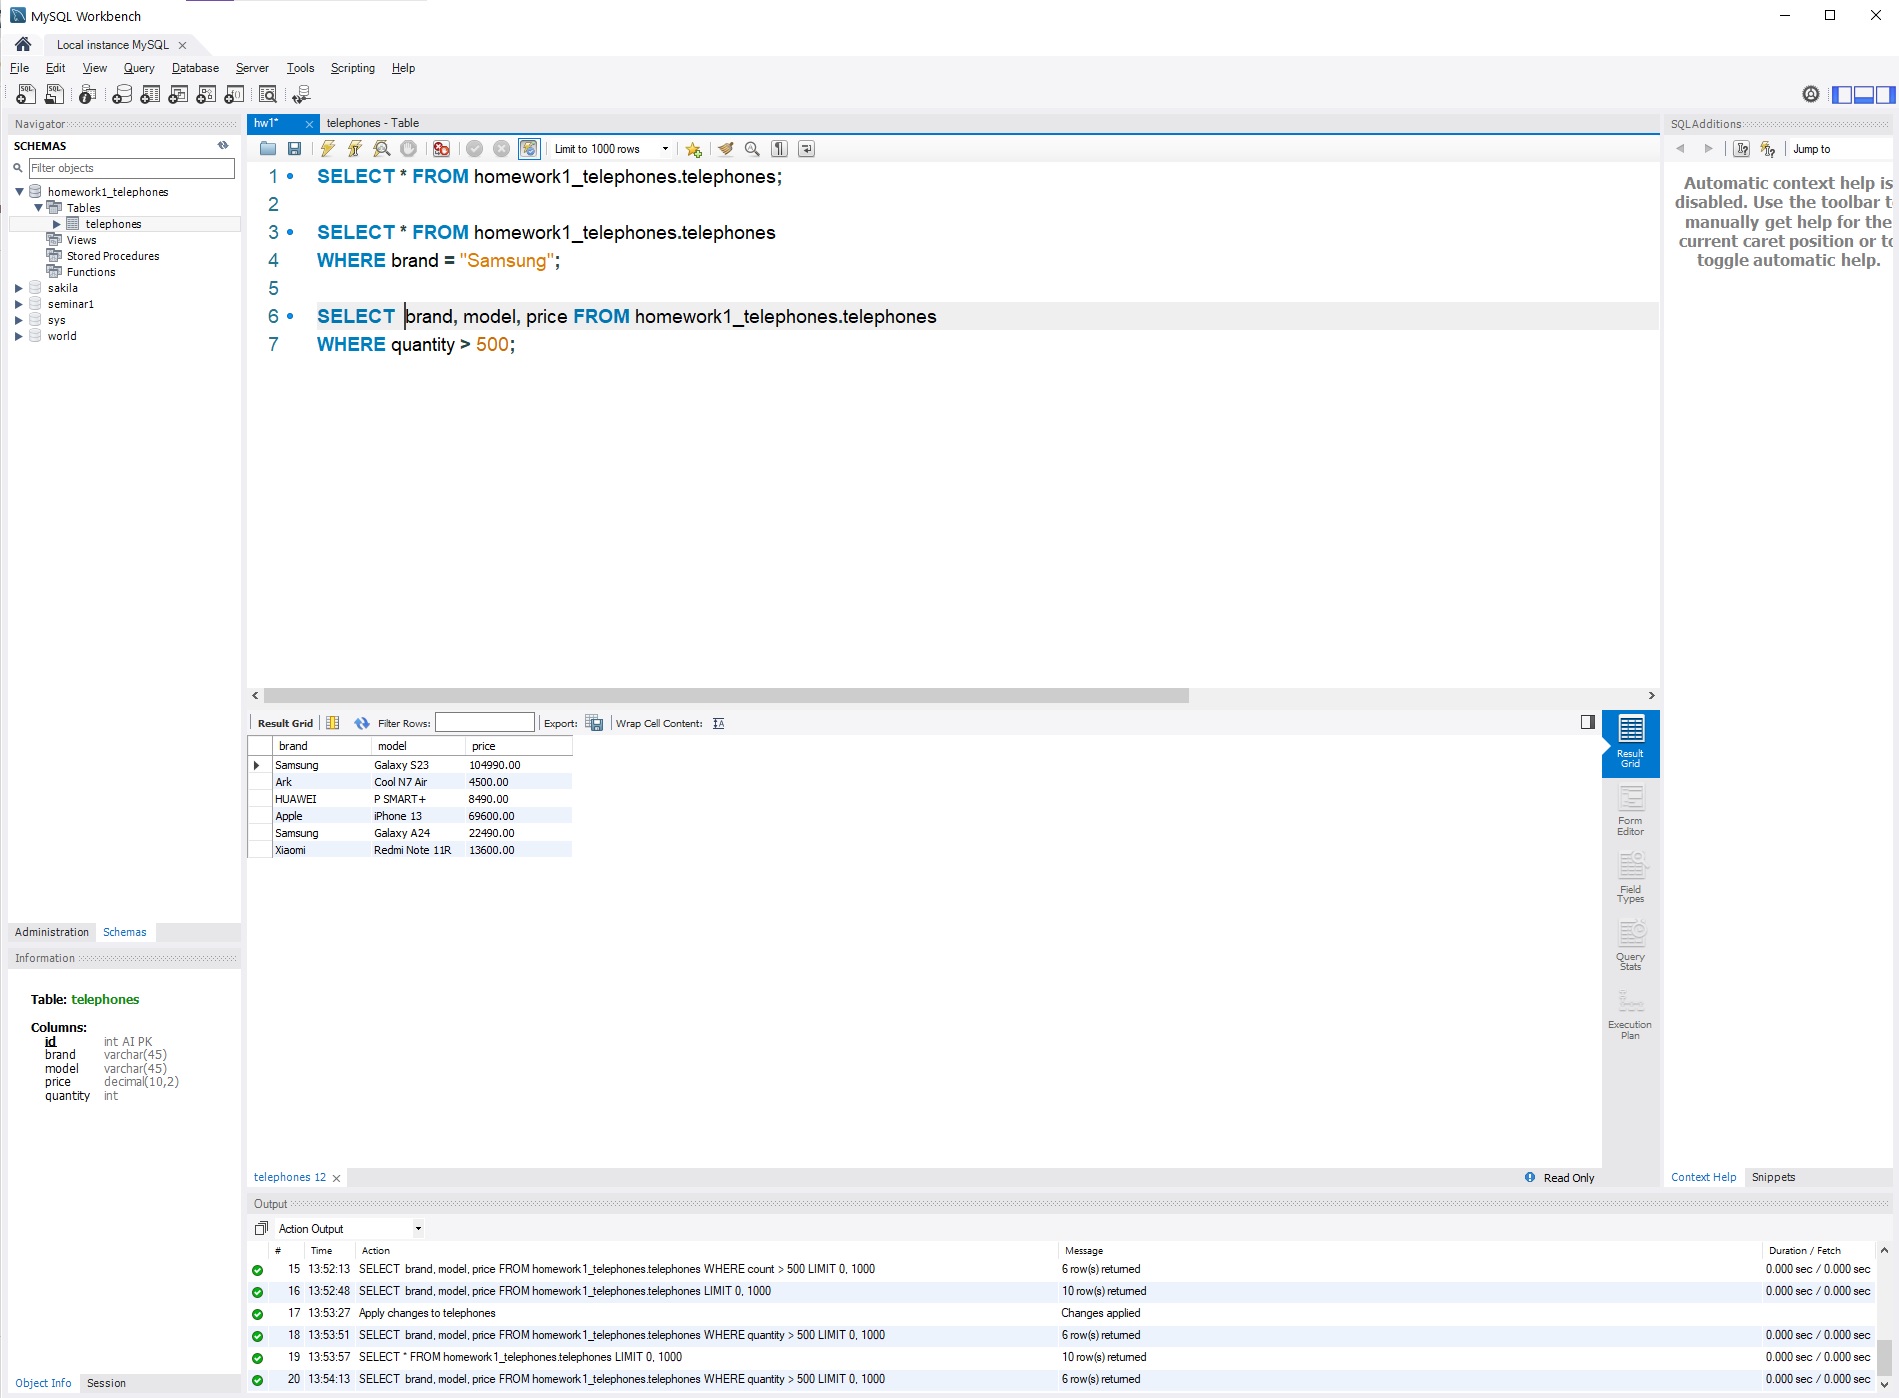 MySQL Workbench
Local instance MySQL
File Edit View Query Database Server Tools Scripting Help
Navigator
SCHEMAS
Filter objects
homework1_telephones
Tables
telephones
Views
Stored Procedures
Functions
sakila
seminar1
sys
world
Administration Schemas
Information
Table: telephones
Columns:
id int AI PK
brand varchar(45)
model varchar(45)
price decimal(10,2)
quantity int
Object Info Session
hw1* telephones - Table
Limit to 1000 rows
1 SELECT * FROM homework1_telephones.telephones;
2
3 SELECT * FROM homework1_telephones.telephones
4 WHERE brand = "Samsung";
5
6 SELECT brand, model, price FROM homework1_telephones.telephones
7 WHERE quantity > 500;
Result Grid Filter Rows: Export: Wrap Cell Content:
brand model price
Samsung Galaxy S23 104990.00
Ark Cool N7 Air 4500.00
HUAWEI P SMART+ 8490.00
Apple iPhone 13 69600.00
Samsung Galaxy A24 22490.00
Xiaomi Redmi Note 11R 13600.00
Result
Grid
Form
Editor
Field
Types
Query
Stats
Execution
Plan
telephones 12 Read Only
SQLAdditions
Jump to
Automatic context help is
disabled. Use the toolbar t
manually get help for the
current caret position or to
toggle automatic help.
Context Help Snippets
Output
Action Output
# Time Action Message Duration / Fetch
15 13:52:13 SELECT brand, model, price FROM homework1_telephones.telephones WHERE count > 500 LIMIT 0, 1000 6 row(s) returned 0.000 sec / 0.000 sec
16 13:52:48 SELECT brand, model, price FROM homework1_telephones.telephones LIMIT 0, 1000 10 row(s) returned 0.000 sec / 0.000 sec
17 13:53:27 Apply changes to telephones Changes applied
18 13:53:51 SELECT brand, model, price FROM homework1_telephones.telephones WHERE quantity > 500 LIMIT 0, 1000 6 row(s) returned 0.000 sec / 0.000 sec
19 13:53:57 SELECT * FROM homework1_telephones.telephones LIMIT 0, 1000 10 row(s) returned 0.000 sec / 0.000 sec
20 13:54:13 SELECT brand, model, price FROM homework1_telephones.telephones WHERE quantity > 500 LIMIT 0, 1000 6 row(s) returned 0.000 sec / 0.000 sec